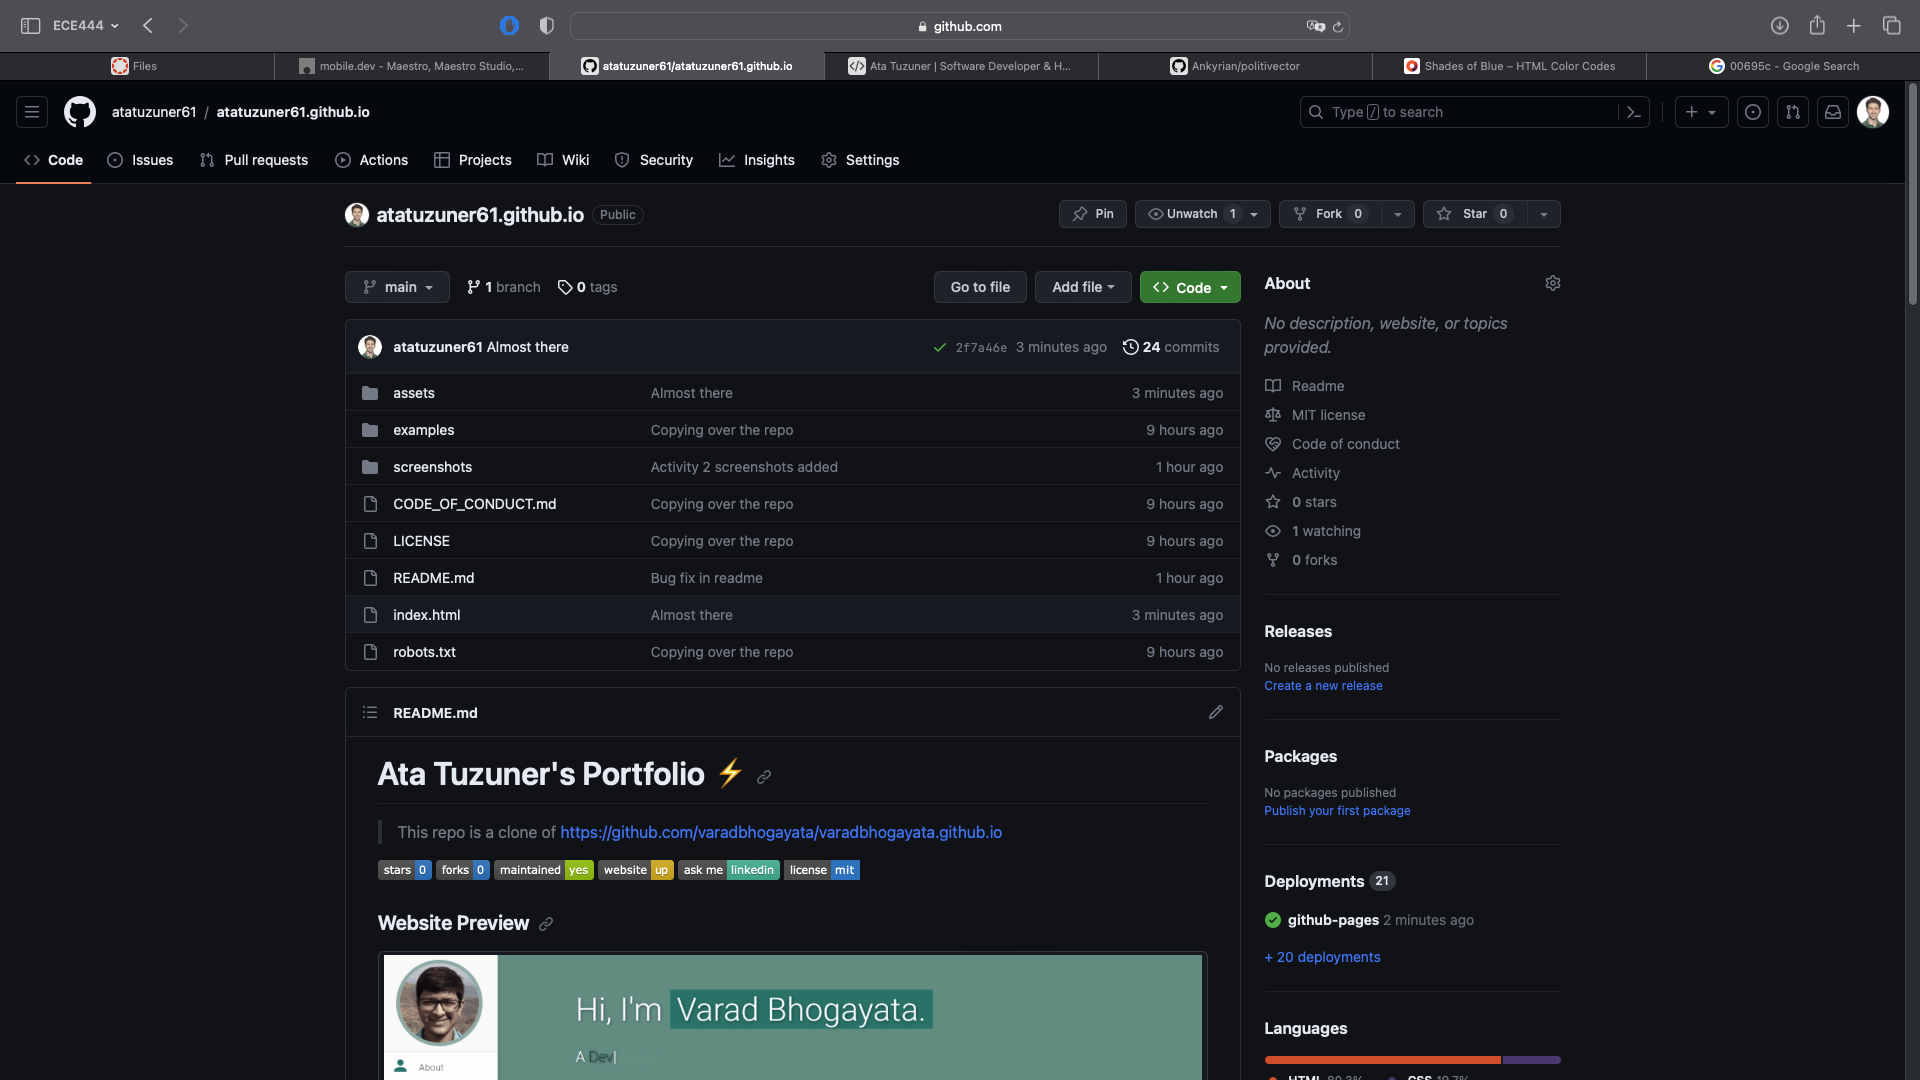 ECE444
github.com
Files
mobile.dev - Maestro, Maestro Studio,...
atatuzuner61/atatuzuner61.github.io
Ata Tuzuner | Software Developer & H...
Ankyrian/politivector
Shades of Blue – HTML Color Codes
00695c - Google Search
atatuzuner61 / atatuzuner61.github.io
Type / to search
Code
Issues
Pull requests
Actions
Projects
Wiki
Security
Insights
Settings
atatuzuner61.github.io Public
Pin
Unwatch 1
Fork 0
Star 0
main
1 branch
0 tags
Go to file
Add file
Code
atatuzuner61 Almost there 2f7a46e 3 minutes ago 24 commits
assets Almost there 3 minutes ago
examples Copying over the repo 9 hours ago
screenshots Activity 2 screenshots added 1 hour ago
CODE_OF_CONDUCT.md Copying over the repo 9 hours ago
LICENSE Copying over the repo 9 hours ago
README.md Bug fix in readme 1 hour ago
index.html Almost there 3 minutes ago
robots.txt Copying over the repo 9 hours ago
README.md
Ata Tuzuner's Portfolio ⚡
This repo is a clone of https://github.com/varadbhogayata/varadbhogayata.github.io
stars 0 forks 0 maintained yes website up ask me linkedin license mit
Website Preview
Hi, I'm Varad Bhogayata.
A Dev|
About
About
No description, website, or topics
provided.
Readme
MIT license
Code of conduct
Activity
0 stars
1 watching
0 forks
Releases
No releases published
Create a new release
Packages
No packages published
Publish your first package
Deployments 21
github-pages 2 minutes ago
+ 20 deployments
Languages
HTML 80.3% CSS 19.7%